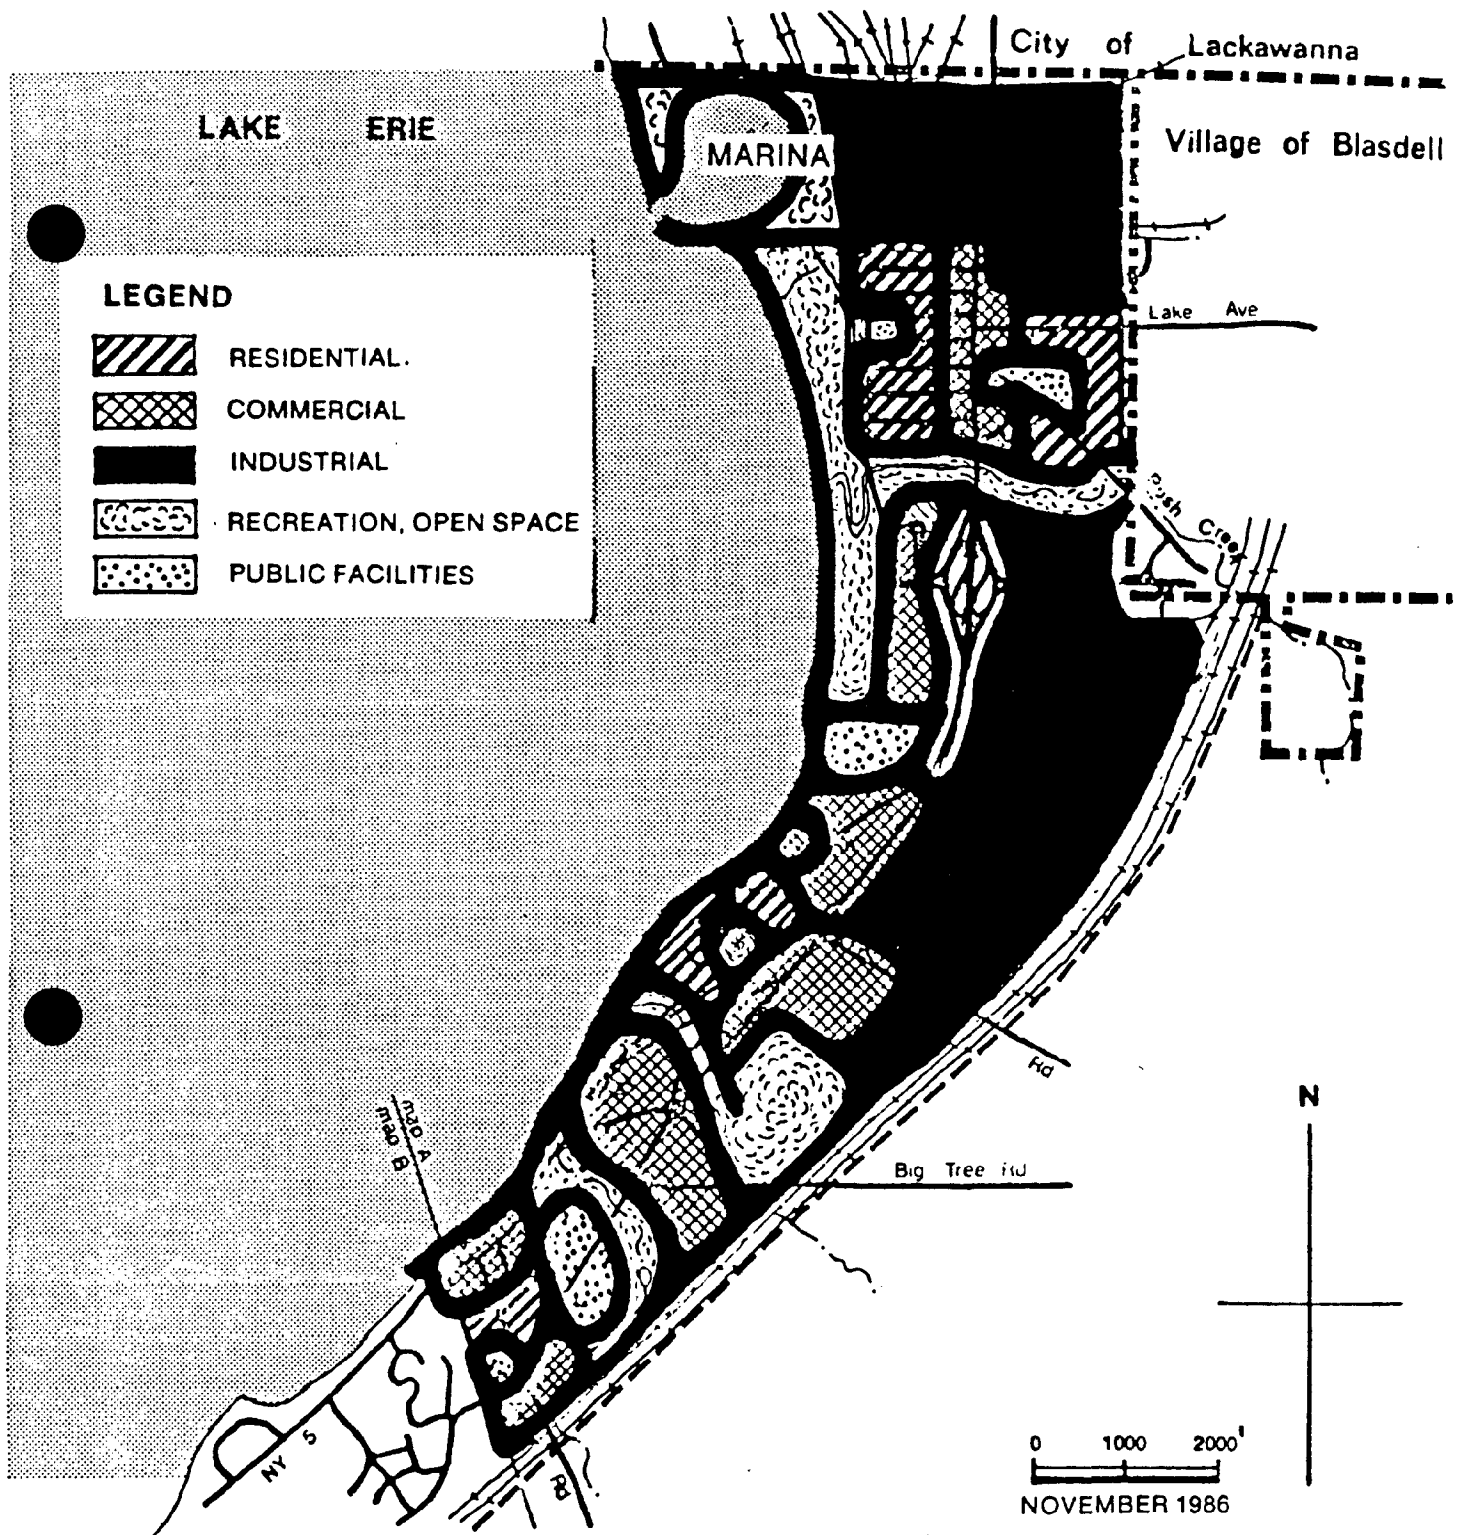 City of Lackawanna
LAKE ERIE
MARINA
Village of Blasdell
LEGEND
RESIDENTIAL.
COMMERCIAL
INDUSTRIAL
RECREATION, OPEN SPACE
PUBLIC FACILITIES
Lake Ave
Creek
Rd
N
map A
map B
Big Tree Rd
NY 5
Rd
0 1000 2000'
NOVEMBER 1986